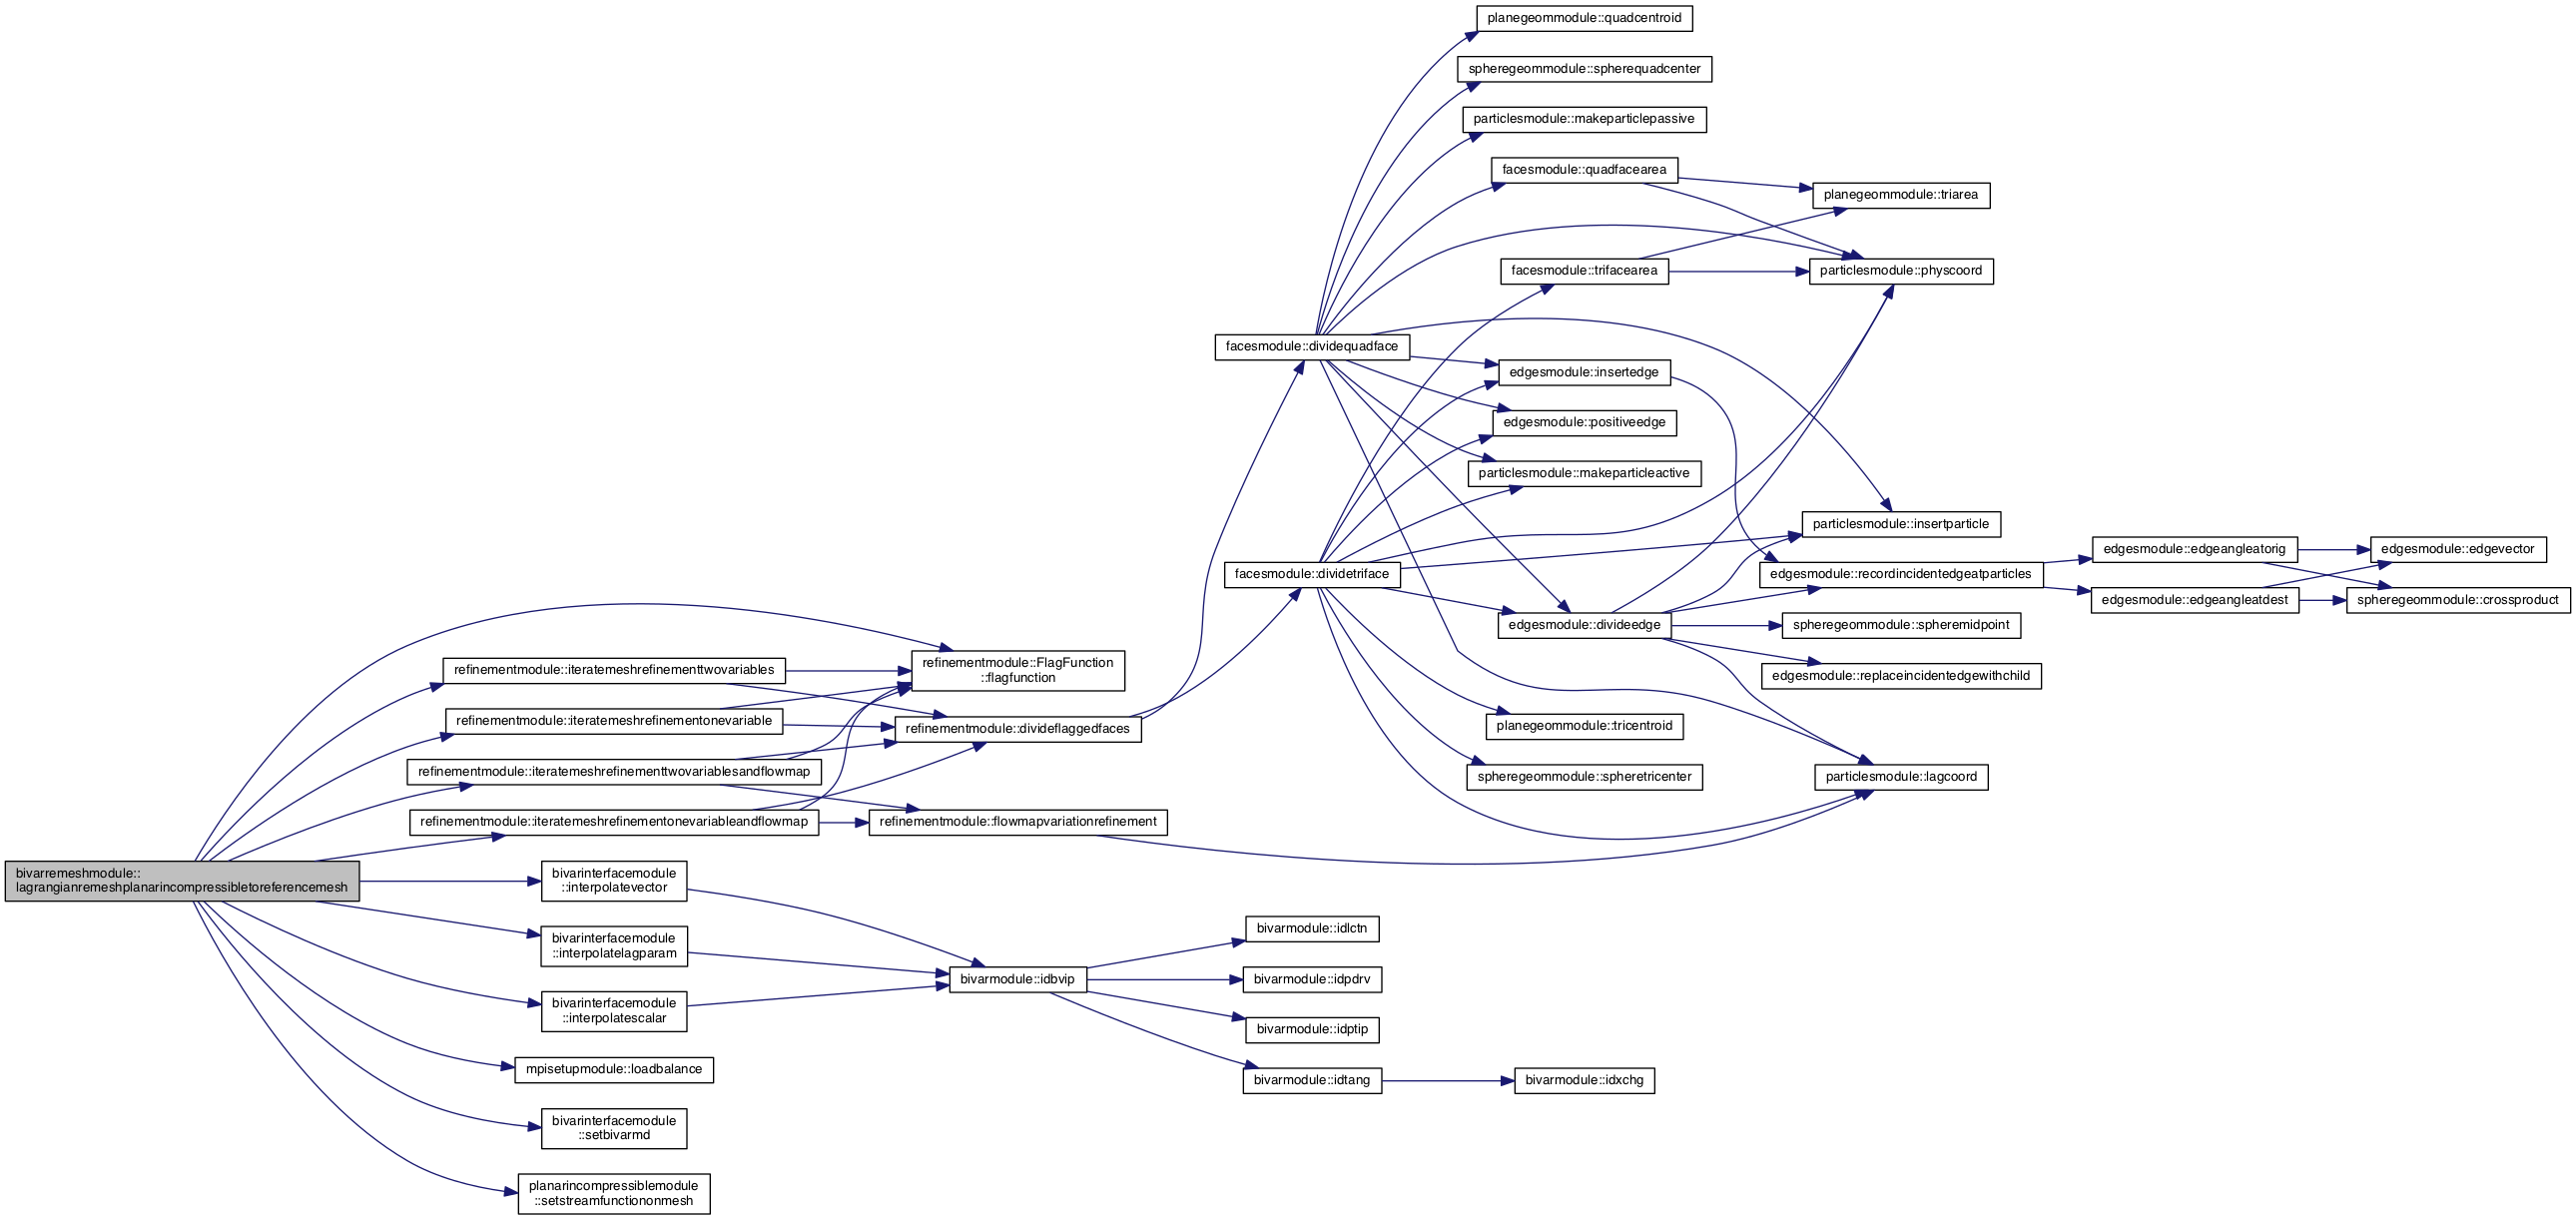 planegeommodule::quadcentroid
spheregeommodule::spherequadcenter
particlesmodule::makeparticlepassive
facesmodule::quadfacearea
planegeommodule::triarea
facesmodule::trifacearea
particlesmodule::physcoord
facesmodule::dividequadface
edgesmodule::insertedge
edgesmodule::positiveedge
particlesmodule::makeparticleactive
particlesmodule::insertparticle
edgesmodule::edgeangleatorig
edgesmodule::edgevector
facesmodule::dividetriface
edgesmodule::recordincidentedgeatparticles
edgesmodule::edgeangleatdest
spheregeommodule::crossproduct
edgesmodule::divideedge
spheregeommodule::spheremidpoint
refinementmodule::iteratemeshrefinementtwovariables
refinementmodule::FlagFunction
::flagfunction
edgesmodule::replaceincidentedgewithchild
refinementmodule::iteratemeshrefinementonevariable
refinementmodule::divideflaggedfaces
planegeommodule::tricentroid
refinementmodule::iteratemeshrefinementtwovariablesandflowmap
spheregeommodule::spheretricenter
particlesmodule::lagcoord
refinementmodule::iteratemeshrefinementonevariableandflowmap
refinementmodule::flowmapvariationrefinement
bivarremeshmodule::
lagrangianremeshplanarincompressibletoreferencemesh
bivarinterfacemodule
::interpolatevector
bivarinterfacemodule
::interpolatelagparam
bivarmodule::idlctn
bivarmodule::idbvip
bivarmodule::idpdrv
bivarinterfacemodule
::interpolatescalar
bivarmodule::idptip
mpisetupmodule::loadbalance
bivarmodule::idtang
bivarmodule::idxchg
bivarinterfacemodule
::setbivarmd
planarincompressiblemodule
::setstreamfunctiononmesh